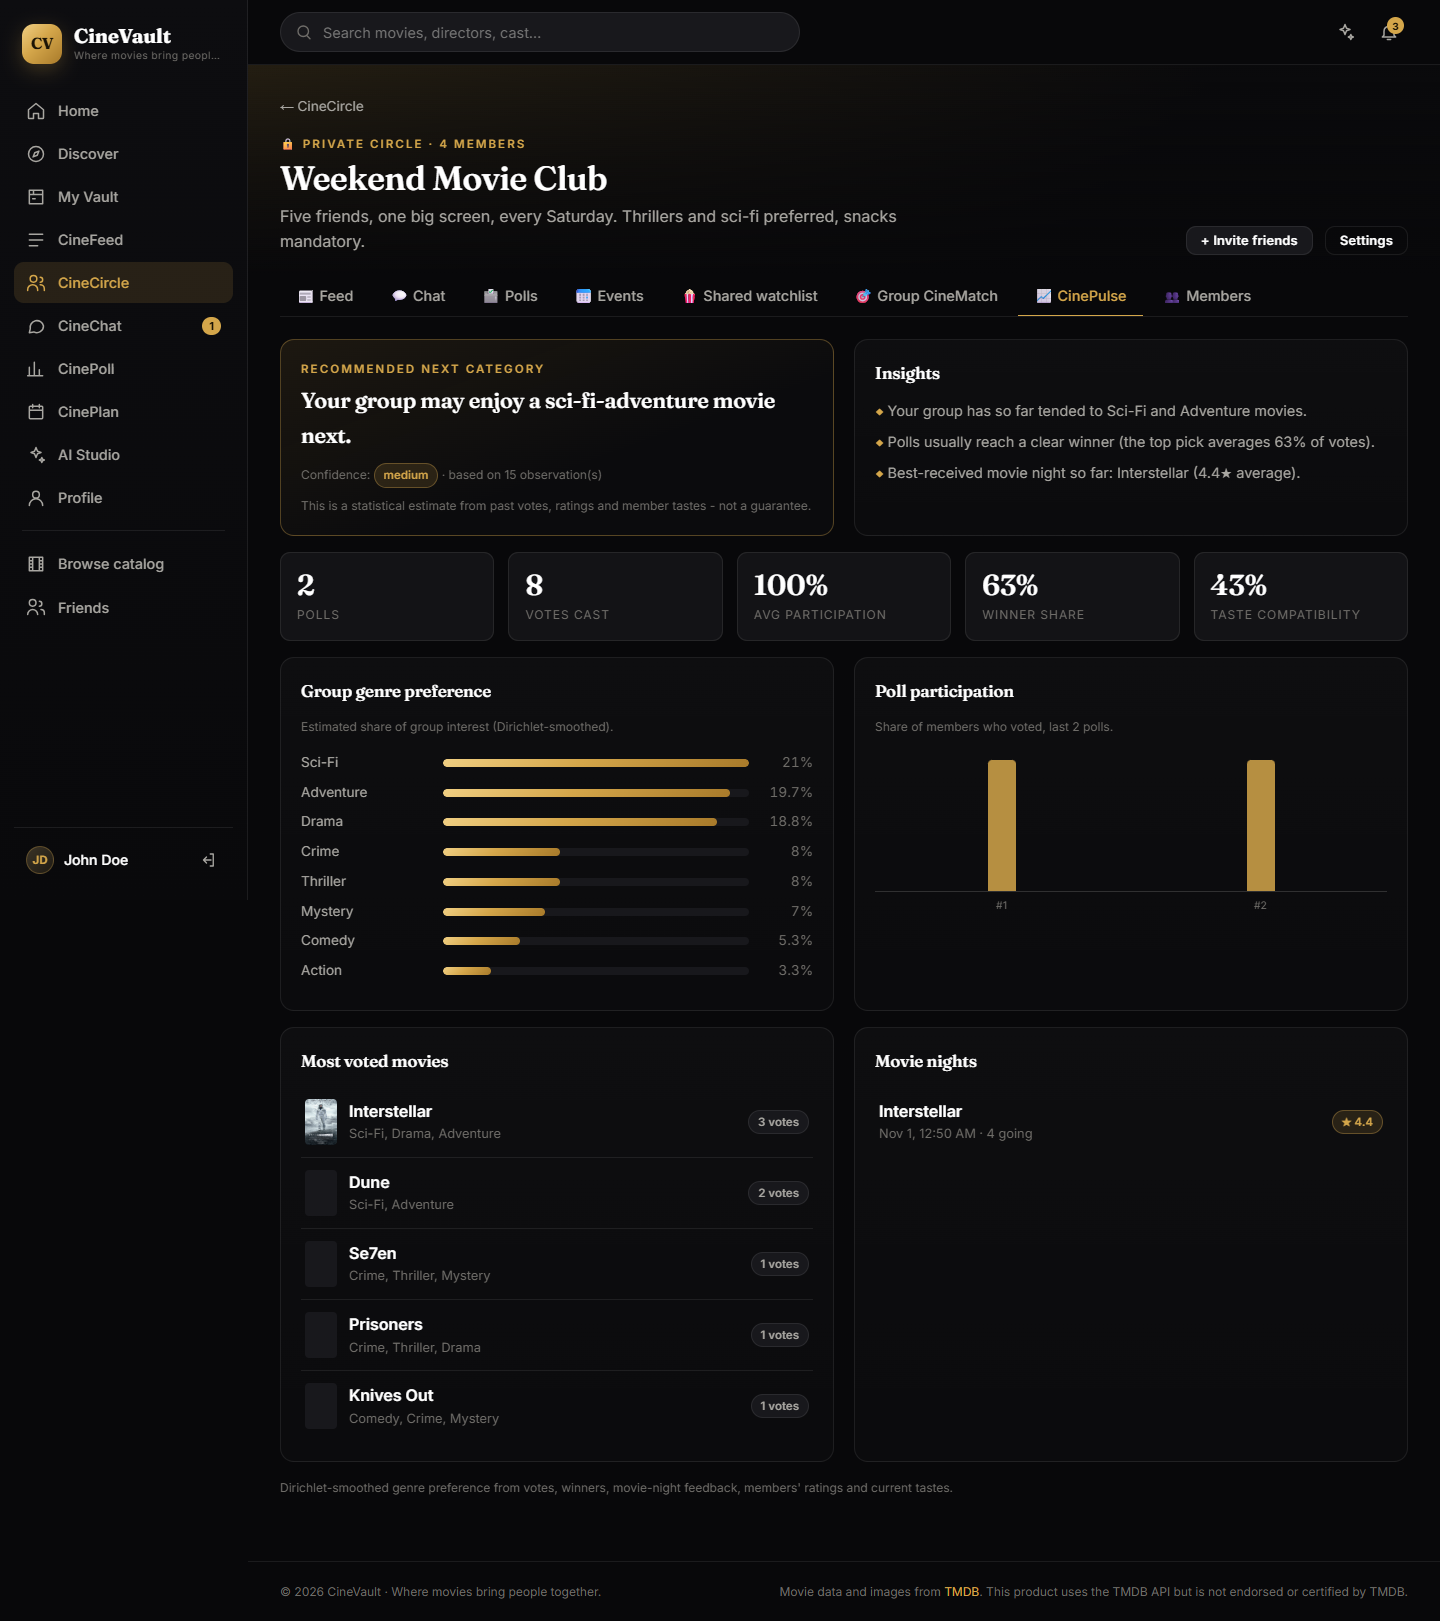 CV
CineVault
Where movies bring peopl...
Home
Discover
My Vault
CineFeed
CineCircle
CineChat 1
CinePoll
CinePlan
AI Studio
Profile
Browse catalog
Friends
JD John Doe
Search movies, directors, cast...
3
← CineCircle
PRIVATE CIRCLE · 4 MEMBERS
Weekend Movie Club
Five friends, one big screen, every Saturday. Thrillers and sci-fi preferred, snacks
mandatory.
+ Invite friends Settings
Feed Chat Polls Events Shared watchlist Group CineMatch CinePulse Members
RECOMMENDED NEXT CATEGORY
Your group may enjoy a sci-fi-adventure movie
next.
Confidence: medium · based on 15 observation(s)
This is a statistical estimate from past votes, ratings and member tastes - not a guarantee.
Insights
◆ Your group has so far tended to Sci-Fi and Adventure movies.
◆ Polls usually reach a clear winner (the top pick averages 63% of votes).
◆ Best-received movie night so far: Interstellar (4.4★ average).
2
POLLS
8
VOTES CAST
100%
AVG PARTICIPATION
63%
WINNER SHARE
43%
TASTE COMPATIBILITY
Group genre preference
Estimated share of group interest (Dirichlet-smoothed).
Sci-Fi 21%
Adventure 19.7%
Drama 18.8%
Crime 8%
Thriller 8%
Mystery 7%
Comedy 5.3%
Action 3.3%
Poll participation
Share of members who voted, last 2 polls.
#1 #2
Most voted movies
Interstellar
Sci-Fi, Drama, Adventure
3 votes
Dune
Sci-Fi, Adventure
2 votes
Se7en
Crime, Thriller, Mystery
1 votes
Prisoners
Crime, Thriller, Drama
1 votes
Knives Out
Comedy, Crime, Mystery
1 votes
Movie nights
Interstellar
Nov 1, 12:50 AM · 4 going
★ 4.4
Dirichlet-smoothed genre preference from votes, winners, movie-night feedback, members' ratings and current tastes.
© 2026 CineVault · Where movies bring people together.
Movie data and images from TMDB. This product uses the TMDB API but is not endorsed or certified by TMDB.